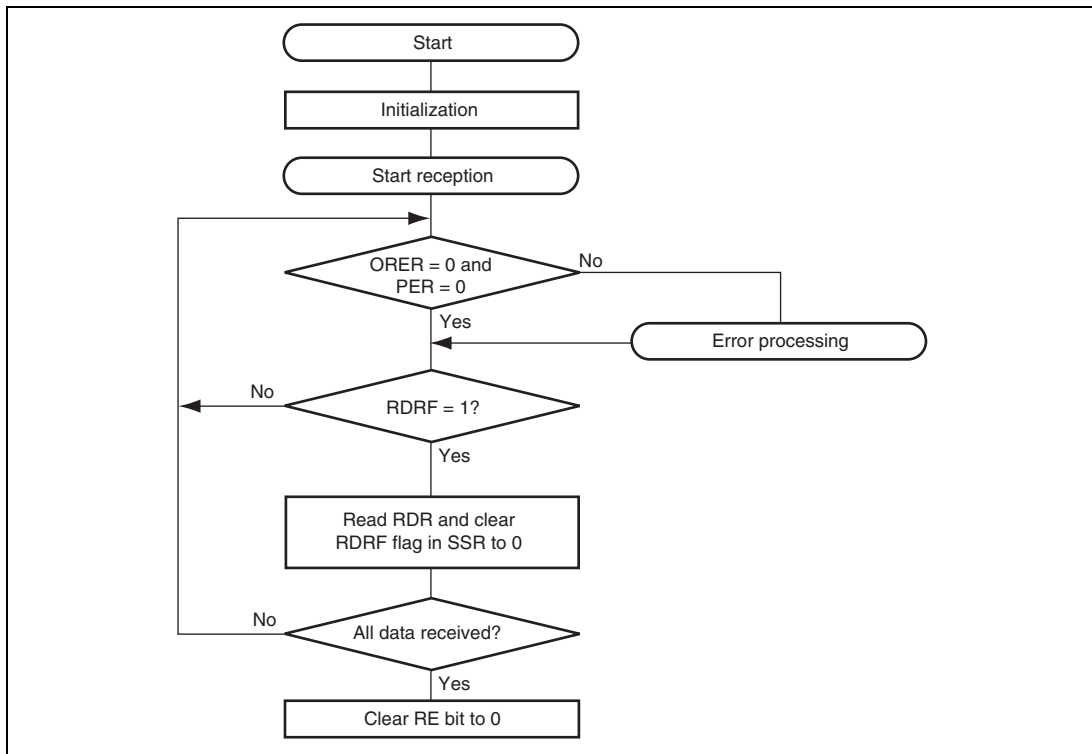 Start
Initialization
Start reception
ORER = 0 and
PER = 0
No
Yes
Error processing
No
RDRF = 1?
Yes
Read RDR and clear
RDRF flag in SSR to 0
No
All data received?
Yes
Clear RE bit to 0